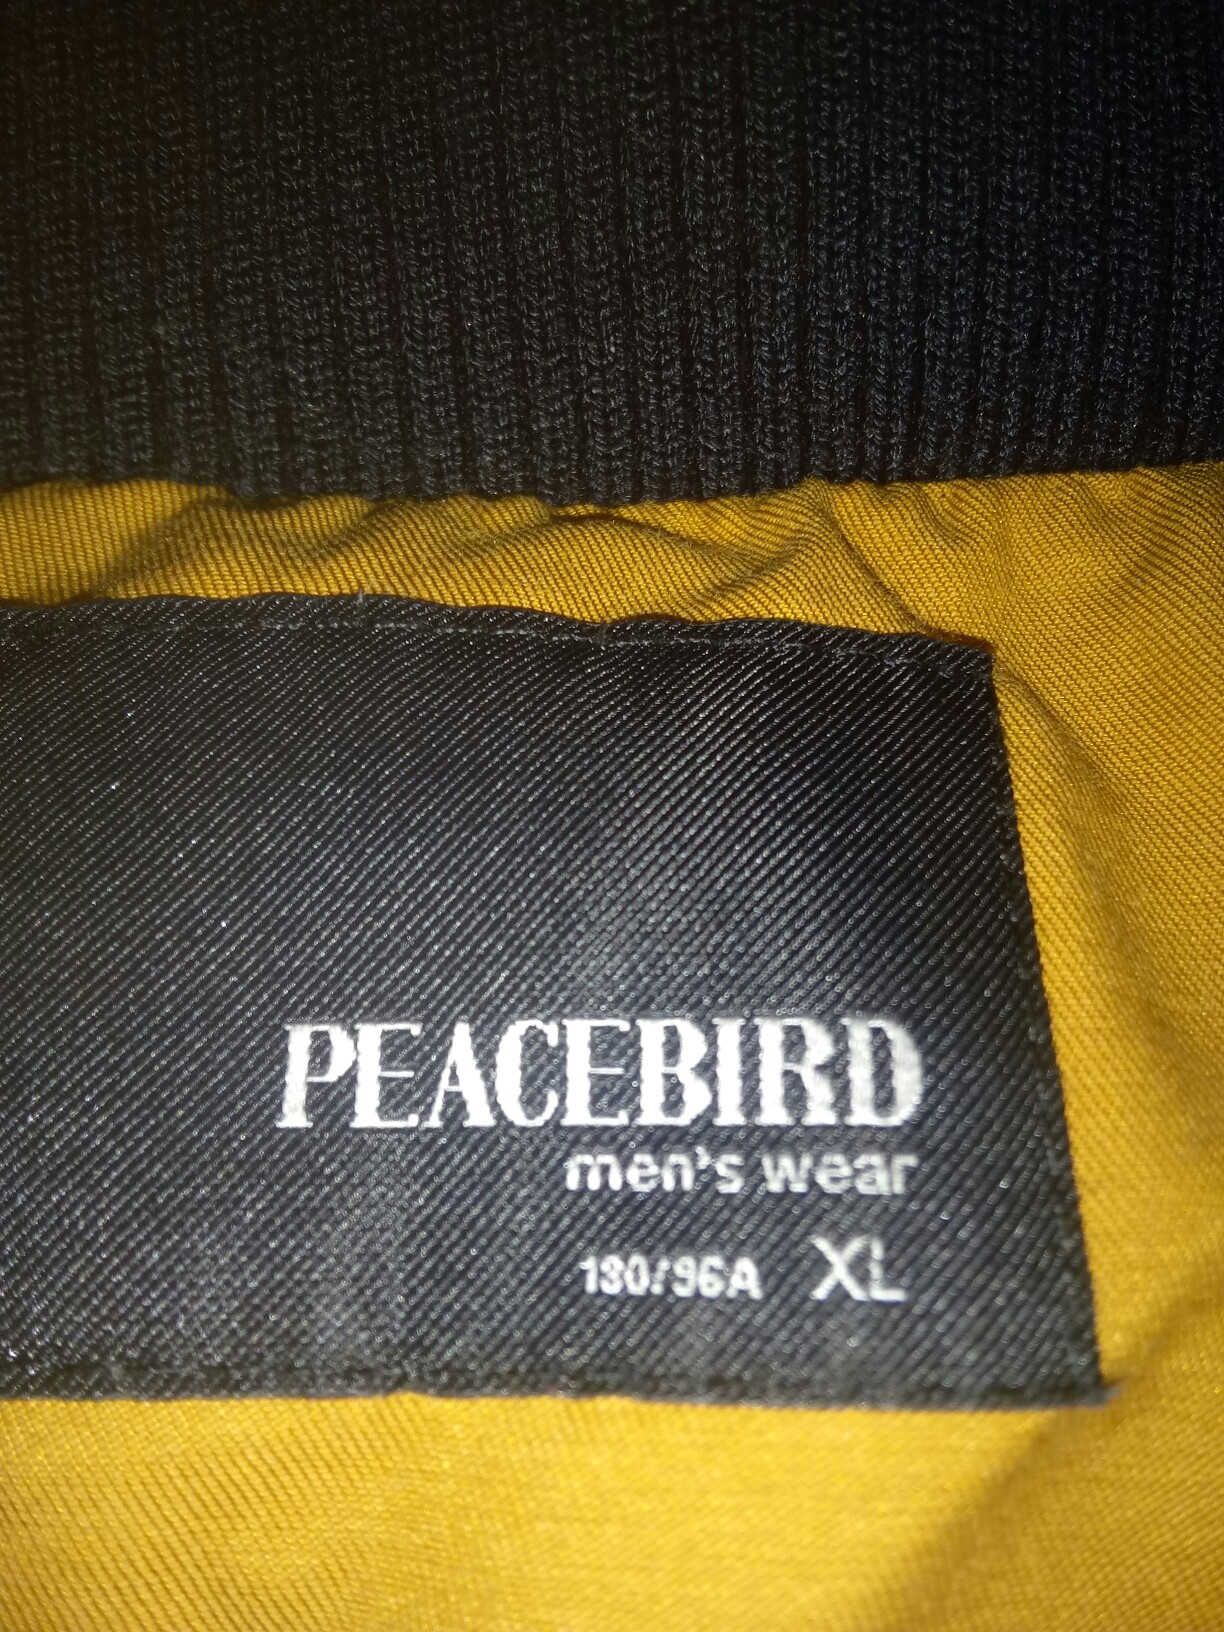 PEACEBIRD
men's wear
180/96A XL